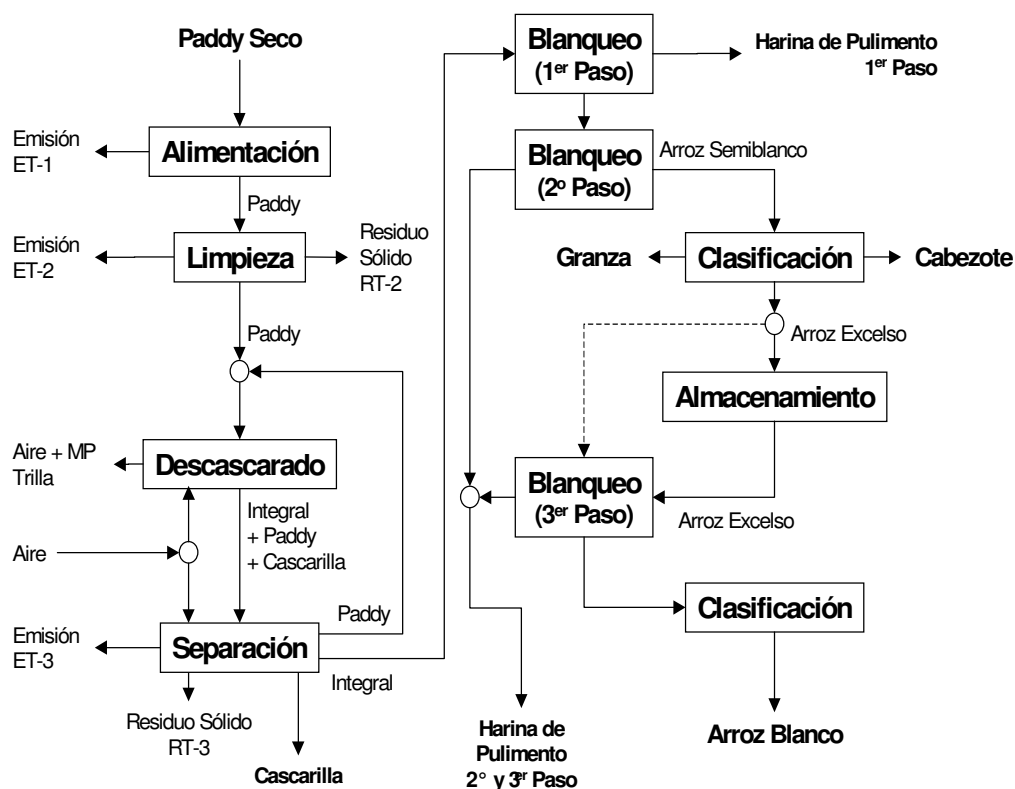 Paddy Seco
Emisión
ET-1
Alimentación
Paddy
Emisión
ET-2
Limpieza
Residuo
Sólido
RT-2
Paddy
Aire + MP
Trilla
Descascarado
Integral
+ Paddy
+ Cascarilla
Aire
Paddy
Emisión
ET-3
Separación
Integral
Residuo Sólido
RT-3
Cascarilla
Blanqueo
(1er Paso)
Harina de Pulimento
1er Paso
Blanqueo
(2o Paso)
Arroz Semiblanco
Granza
Clasificación
Cabezote
Arroz Excelso
Almacenamiento
Blanqueo
(3er Paso)
Arroz Excelso
Clasificación
Harina de
Pulimento
2° y 3er Paso
Arroz Blanco